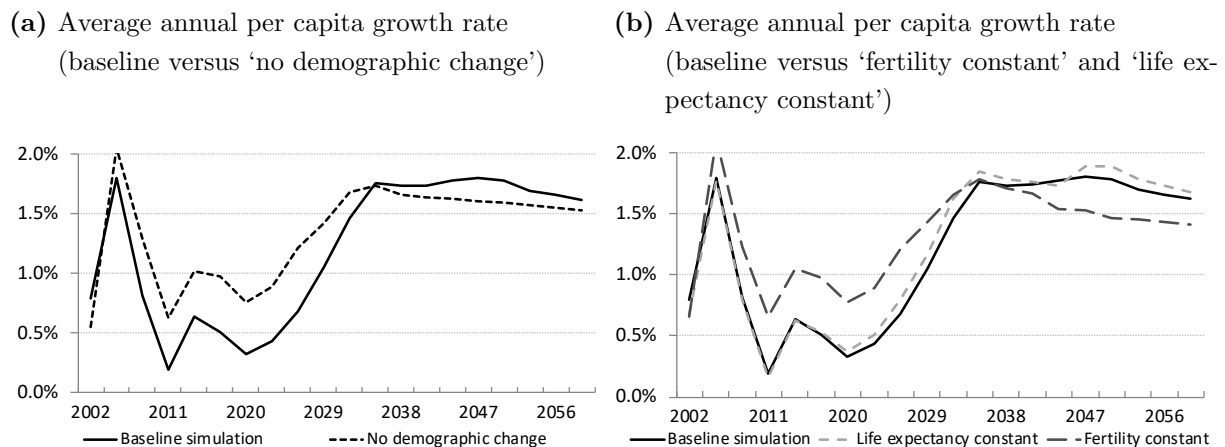 (a) Average annual per capita growth rate
(baseline versus ‘no demographic change’)
2.0%
1.5%
1.0%
0.5%
0.0%
2002 2011 2020 2029 2038 2047 2056
Baseline simulation No demographic change
(b) Average annual per capita growth rate
(baseline versus ‘fertility constant’ and ‘life ex-
pectancy constant’)
2.0%
1.5%
1.0%
0.5%
0.0%
2002 2011 2020 2029 2038 2047 2056
Baseline simulation Life expectancy constant Fertility constant